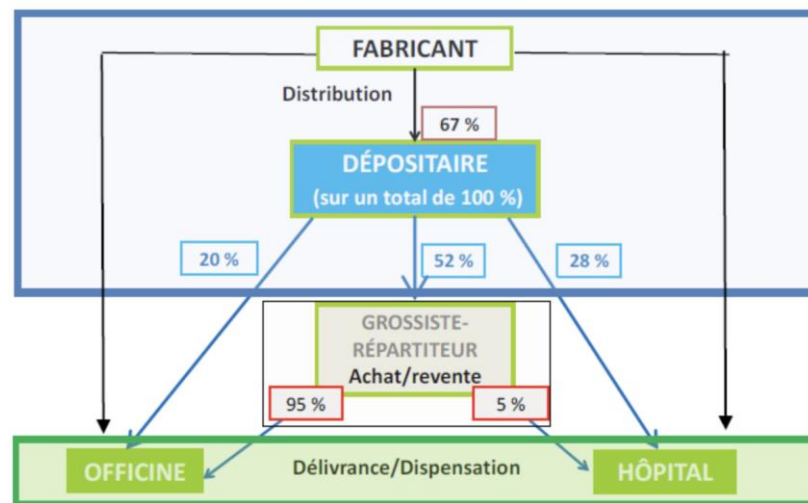 FABRICANT
Distribution
67 %
DÉPOSITAIRE
(sur un total de 100 %)
20 %
52 %
28 %
GROSSISTE-
RÉPARTITEUR
Achat/revente
95 %
5 %
OFFICINE
Délivrance/Dispensation
HÔPITAL